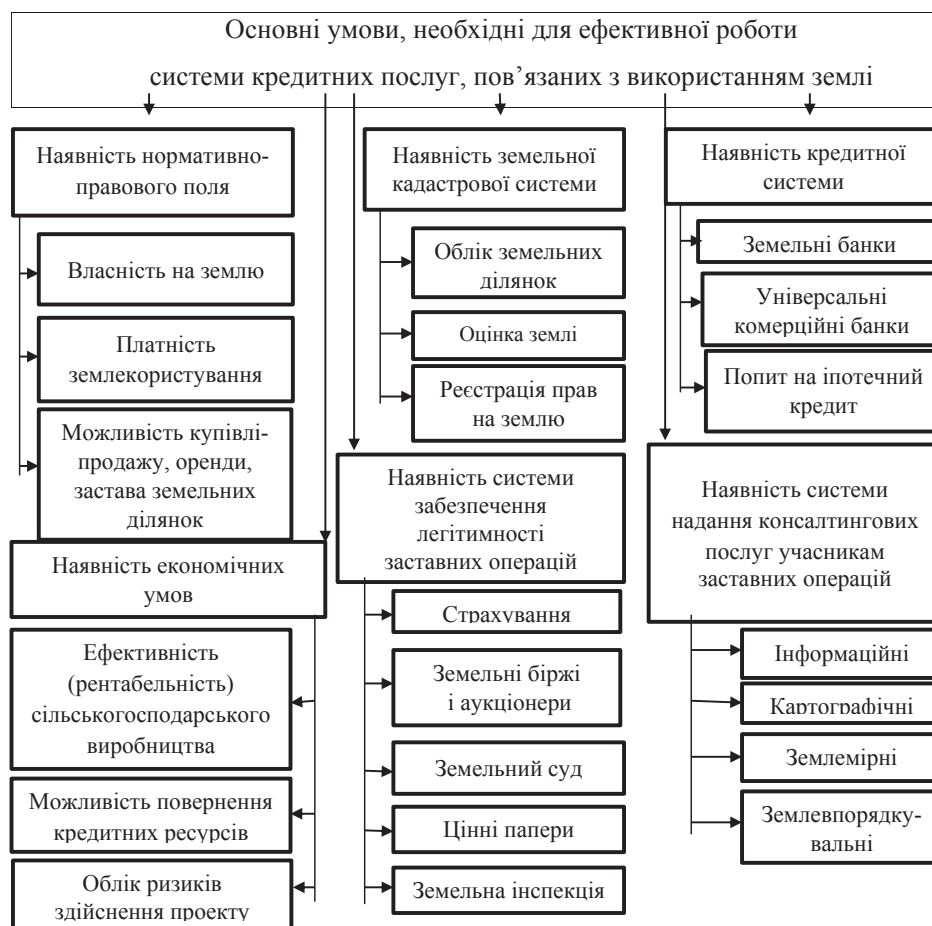 Основні умови, необхідні для ефективної роботи
системи кредитних послуг, пов’язаних з використанням землі
Наявність нормативно-
правового поля
Власність на землю
Платність
землекористування
Можливість купівлі-
продажу, оренди,
застава земельних
ділянок
Наявність економічних
умов
Ефективність
(рентабельність)
сільськогосподарського
виробництва
Можливість повернення
кредитних ресурсів
Облік ризиків
здійснення проекту
Наявність земельної
кадастрової системи
Облік земельних
ділянок
Оцінка землі
Реєстрація прав
на землю
Наявність системи
забезпечення
легітимності
заставних операцій
Страхування
Земельні біржі
і аукціонери
Земельний суд
Цінні папери
Земельна інспекція
Наявність кредитної
системи
Земельні банки
Універсальні
комерційні банки
Попит на іпотечний
кредит
Наявність системи
надання консалтингових
послуг учасникам
заставних операцій
Інформаційні
Картографічні
Землемірні
Землевпорядку-
вальні